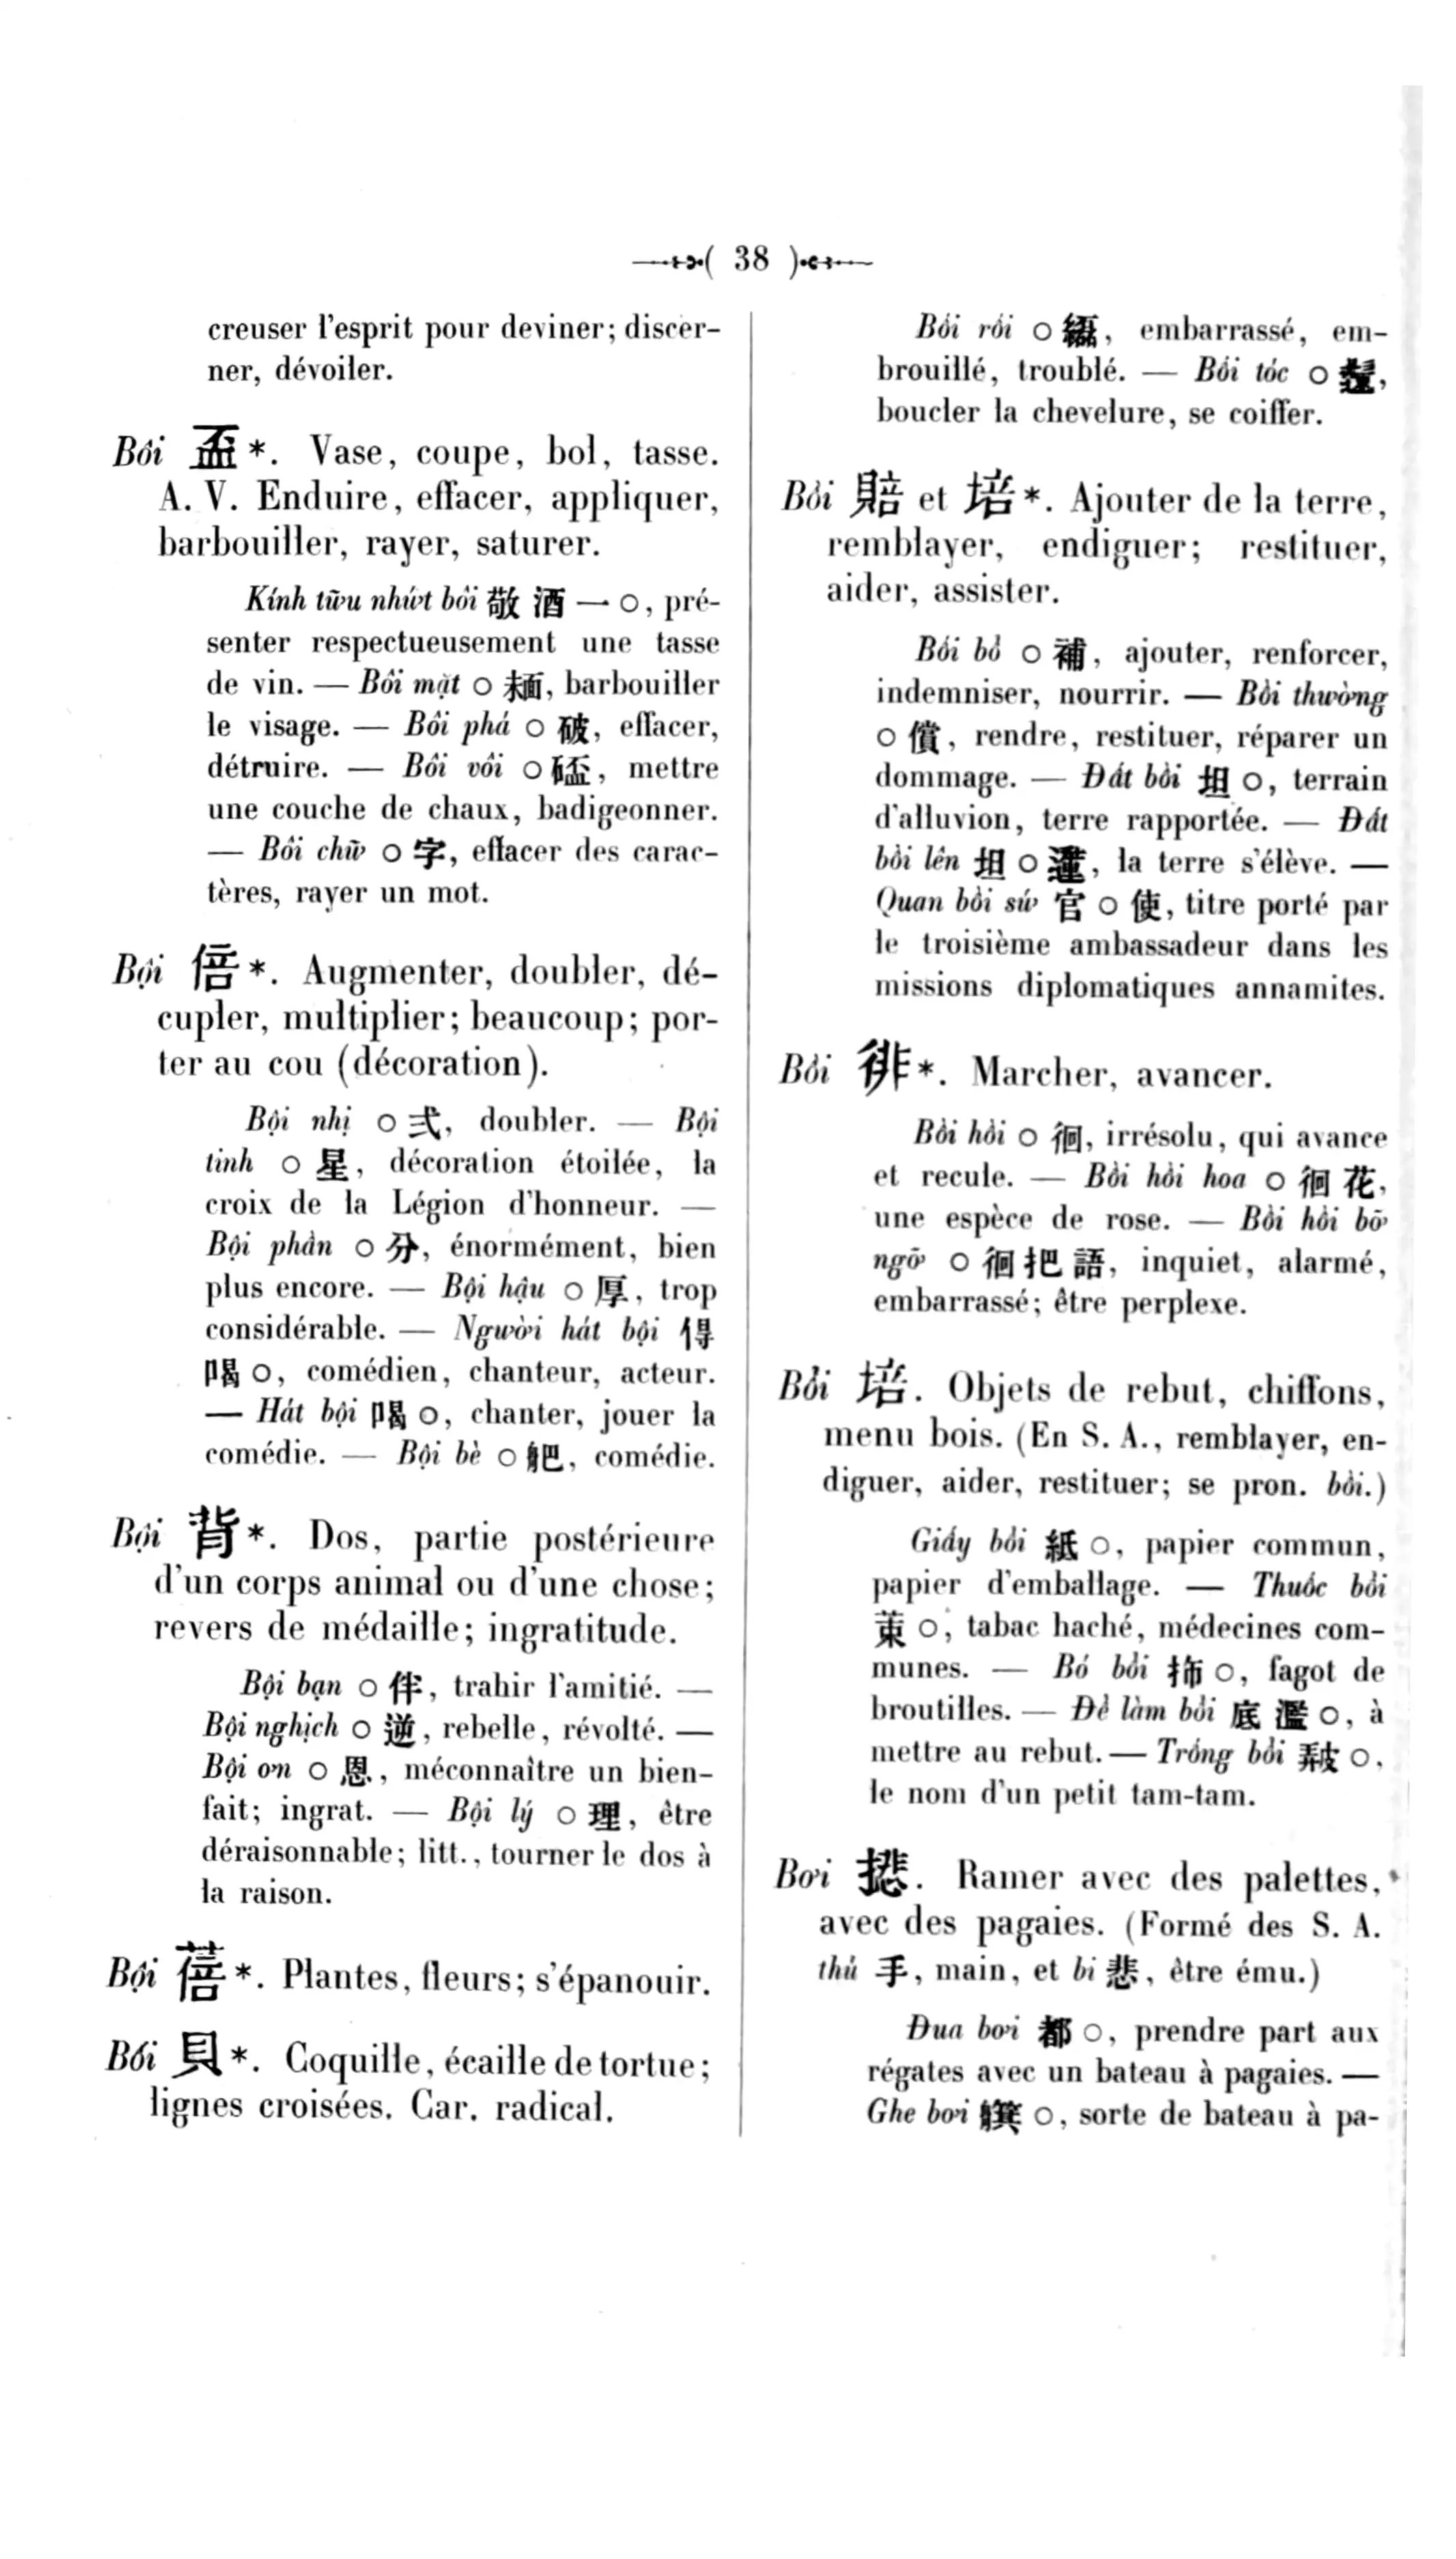 ( 38 )
creuser l'esprit pour deviner; discer-
ner, dévoiler.
Bôi 盃 *. Vase, coupe, bol, tasse.
A. V. Enduire, effacer, appliquer,
barbouiller, rayer, saturer.
Kính tữu nhứt bôi 敬 酒 一 ○, pré-
senter respectueusement une tasse
de vin. — Bôi mặt ○, barbouiller
le visage. — Bôi phá ○ 破, effacer,
détruire. — Bôi vôi ○, mettre
une couche de chaux, badigeonner.
— Bôi chữ ○ 字, effacer des carac-
tères, rayer un mot.
Bội 倍 *. Augmenter, doubler, dé-
cupler, multiplier; beaucoup; por-
ter au cou (décoration).
Bội nhị ○ 弍, doubler. — Bội
tinh ○ 星, décoration étoilée, la
croix de la Légion d'honneur. —
Bội phần ○ 分, énormément, bien
plus encore. — Bội hậu ○ 厚, trop
considérable. — Người hát bội
喝 ○, comédien, chanteur, acteur.
— Hát bội 喝 ○, chanter, jouer la
comédie. — Bội bè ○, comédie.
Bội 背 *. Dos, partie postérieure
d'un corps animal ou d'une chose;
revers de médaille; ingratitude.
Bội bạn ○ 伴, trahir l'amitié. —
Bội nghịch ○ 逆, rebelle, révolté. —
Bội ơn ○ 恩, méconnaître un bien-
fait; ingrat. — Bội lý ○ 理, être
déraisonnable; litt., tourner le dos à
la raison.
Bội 蓓 *. Plantes, fleurs; s'épanouir.
Bối 貝 *. Coquille, écaille de tortue;
lignes croisées. Car. radical.
Bối rối ○, embarrassé, em-
brouillé, troublé. — Bối tóc ○,
boucler la chevelure, se coiffer.
Bồi 賠 et 培 *. Ajouter de la terre,
remblayer, endiguer; restituer,
aider, assister.
Bồi bổ ○ 補, ajouter, renforcer,
indemniser, nourrir. — Bồi thường
○ 償, rendre, restituer, réparer un
dommage. — Đất bồi 坦 ○, terrain
d'alluvion, terre rapportée. — Đất
bồi lên 坦 ○, la terre s'élève. —
Quan bồi sứ 官 ○ 使, titre porté par
le troisième ambassadeur dans les
missions diplomatiques annamites.
Bồi 徘 *. Marcher, avancer.
Bồi hồi ○ 徊, irrésolu, qui avance
et recule. — Bồi hồi hoa ○ 徊 花,
une espèce de rose. — Bồi hồi bỡ
ngỡ ○ 徊 把 語, inquiet, alarmé,
embarrassé; être perplexe.
Bổi 培. Objets de rebut, chiffons,
menu bois. (En S. A., remblayer, en-
diguer, aider, restituer; se pron. bồi.)
Giấy bổi 紙 ○, papier commun,
papier d'emballage. — Thuốc bổi
○, tabac haché, médecines com-
munes. — Bó bổi 抪 ○, fagot de
broutilles. — Để làm bổi 底 濫 ○, à
mettre au rebut. — Trống bổi ○,
le nom d'un petit tam-tam.
Bơi. Ramer avec des palettes,
avec des pagaies. (Formé des S. A.
thủ 手, main, et bi 悲, être ému.)
Đua bơi 都 ○, prendre part aux
régates avec un bateau à pagaies. —
Ghe bơi ○, sorte de bateau à pa-